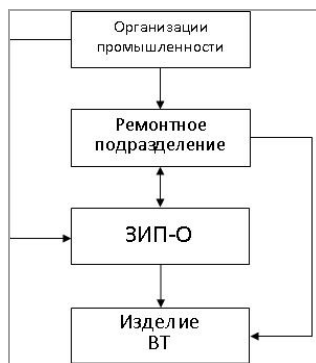 Организации
промышленности
Ремонтное
подразделение
ЗИП-О
Изделие
ВТ